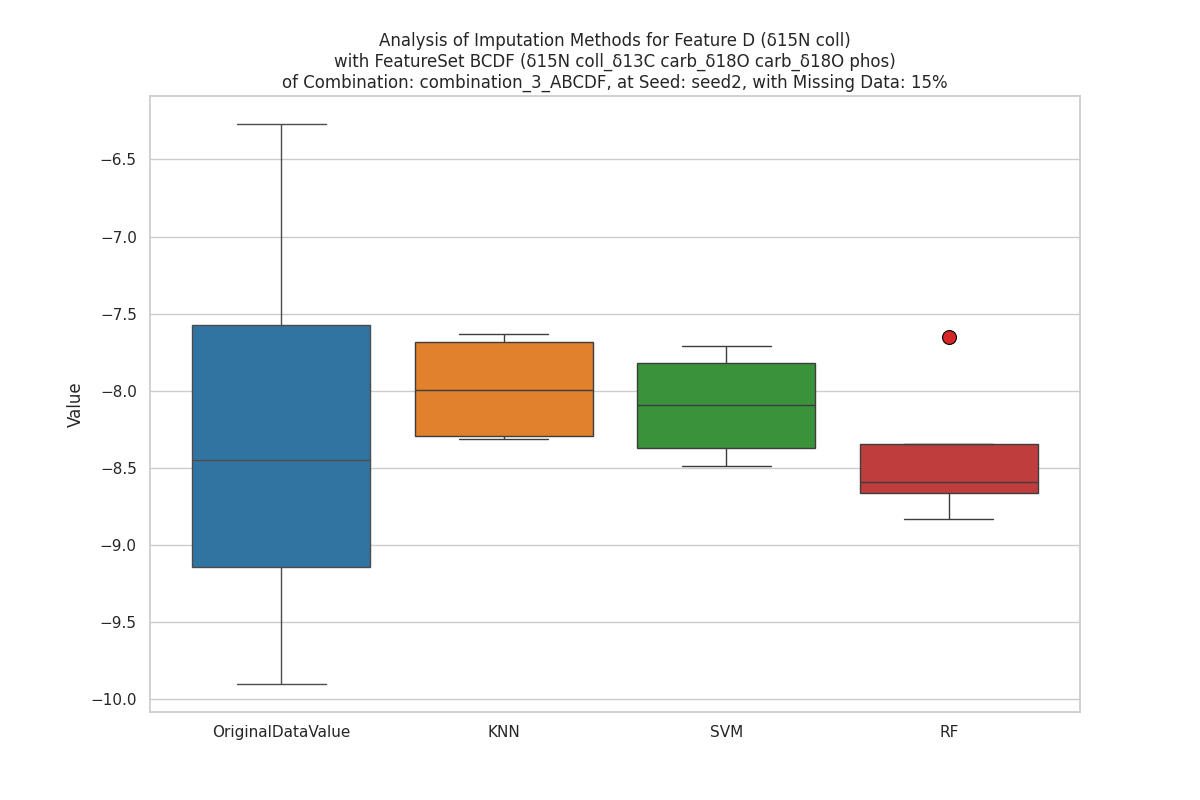 Analysis of Imputation Methods for Feature D (δ15N coll)
with FeatureSet BCDF (δ15N coll_δ13C carb_δ18O carb_δ18O phos)
of Combination: combination_3_ABCDF, at Seed: seed2, with Missing Data: 15%
−6.5
−7.0
−7.5
−8.0
−8.5
−9.0
−9.5
−10.0
Value
OriginalDataValue
KNN
SVM
RF